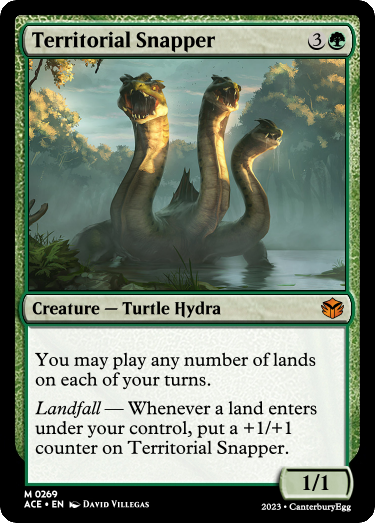 Territorial Snapper 3
Creature — Turtle Hydra
You may play any number of lands
on each of your turns.
Landfall — Whenever a land enters
under your control, put a +1/+1
counter on Territorial Snapper.
1/1
M 0269
ACE • EN David Villegas
2023 • CanterburyEgg